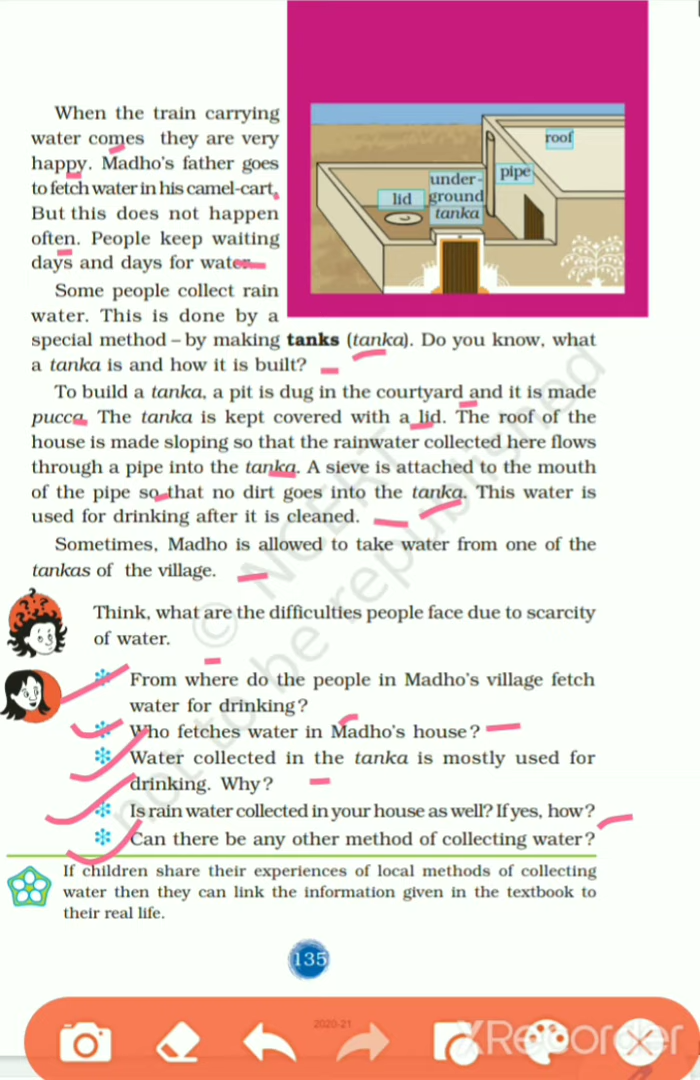 When the train carrying
water comes they are very
happy. Madho's father goes
to fetch water in his camel-cart.
But this does not happen
often. People keep waiting
days and days for water.
Some people collect rain
water. This is done by a
special method – by making tanks (tanka). Do you know, what
a tanka is and how it is built?
roof
pipe
under-
ground
tanka
lid
To build a tanka, a pit is dug in the courtyard and it is made
pucca. The tanka is kept covered with a lid. The roof of the
house is made sloping so that the rainwater collected here flows
through a pipe into the tanka. A sieve is attached to the mouth
of the pipe so that no dirt goes into the tanka. This water is
used for drinking after it is cleaned.
Sometimes, Madho is allowed to take water from one of the
tankas of the village.
Think, what are the difficulties people face due to scarcity
of water.
From where do the people in Madho's village fetch
water for drinking?
Who fetches water in Madho's house?
Water collected in the tanka is mostly used for
drinking. Why?
Is rain water collected in your house as well? If yes, how?
Can there be any other method of collecting water?
If children share their experiences of local methods of collecting
water then they can link the information given in the textbook to
their real life.
135
2020-21
© NCERT
not to be republished
XRecorder